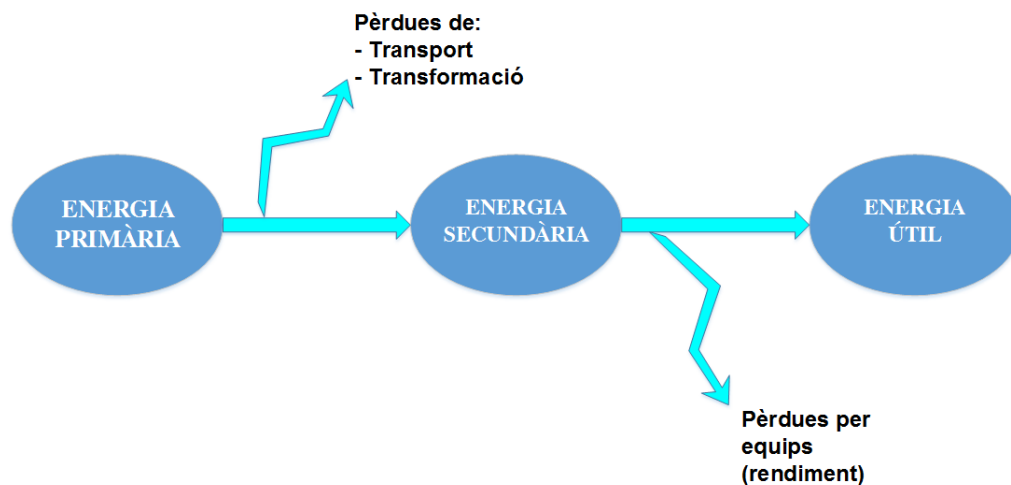 Pèrdues de:
- Transport
- Transformació
ENERGIA
PRIMÀRIA
ENERGIA
SECUNDÀRIA
ENERGIA
ÚTIL
Pèrdues per
equips
(rendiment)